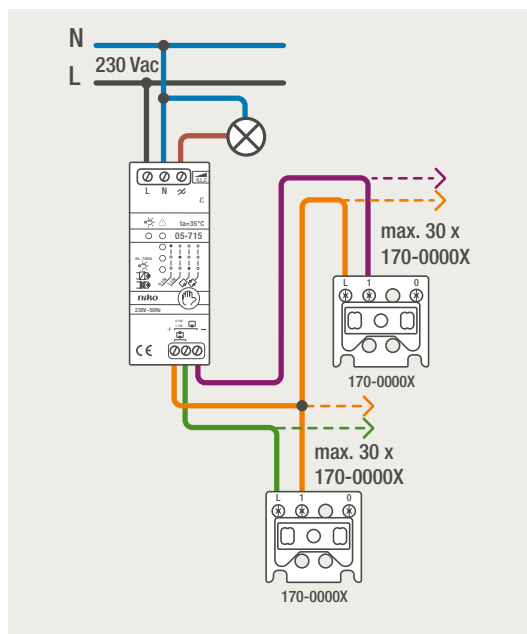 N
L 230 Vac
L N
R,L,C
ε
ta=35°C
05-715
niko
230V~50Hz
+ −
CE
max. 30 x
170-0000X
L 1 0
170-0000X
max. 30 x
170-0000X
L 1 0
170-0000X